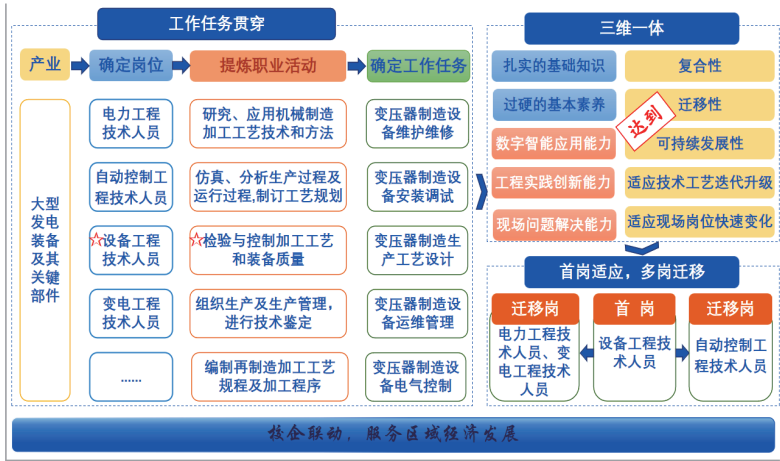 工作任务贯穿
产业
确定岗位
提炼职业活动
确定工作任务
大型
发电
装备
及其
关键
部件
电力工程
技术人员
研究、应用机械制造
加工工艺技术和方法
变压器制造设
备维护维修
自动控制工
程技术人员
仿真、分析生产过程及
运行过程,制订工艺规划
变压器制造设
备安装调试
☆设备工程
技术人员
☆检验与控制加工工艺
和装备质量
变压器制造生
产工艺设计
变电工程
技术人员
组织生产及生产管理,
进行技术鉴定
变压器制造设
备运维管理
......
编制再制造加工工艺
规程及加工程序
变压器制造设
备电气控制
三维一体
扎实的基础知识
复合性
过硬的基本素养
迁移性
达到
数字智能应用能力
可持续发展性
工程实践创新能力
适应技术工艺迭代升级
现场问题解决能力
适应现场岗位快速变化
首岗适应，多岗迁移
迁移岗
首 岗
迁移岗
电力工程技
术人员、变
电工程技术
人员
设备工程技
术人员
自动控制工
程技术人员
校企联动，服务区域经济发展